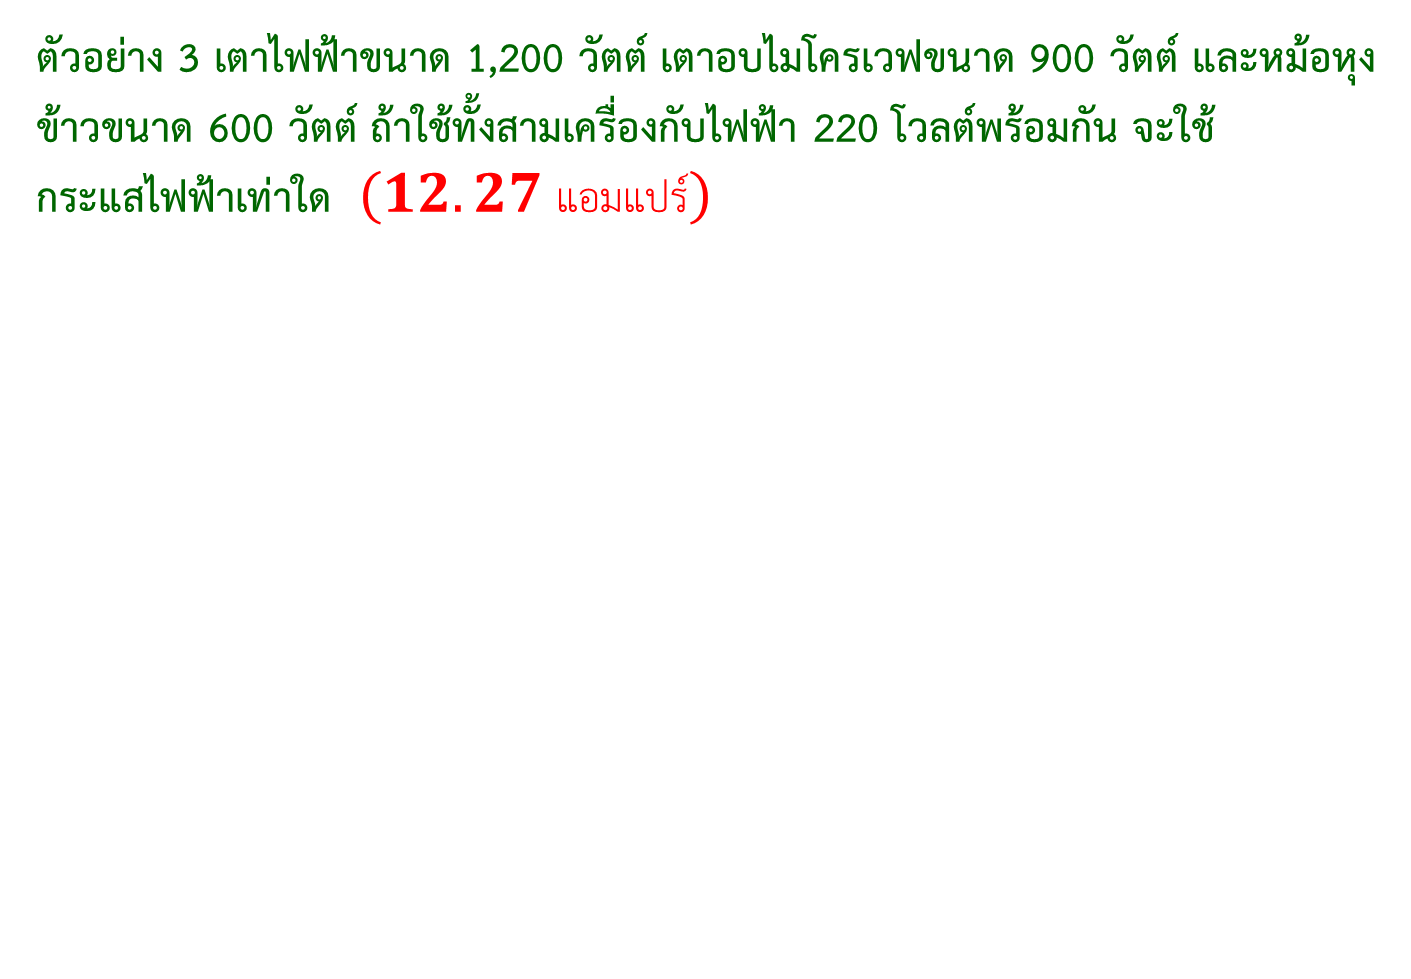 ตัวอย่าง 3 เตาไฟฟ้าขนาด 1,200 วัตต์ เตาอบไมโครเวฟขนาด 900 วัตต์ และหม้อหุง
ข้าวขนาด 600 วัตต์ ถ้าใช้ทั้งสามเครื่องกับไฟฟ้า 220 โวลต์พร้อมกัน จะใช้
กระแสไฟฟ้าเท่าใด (12.27 แอมแปร์)